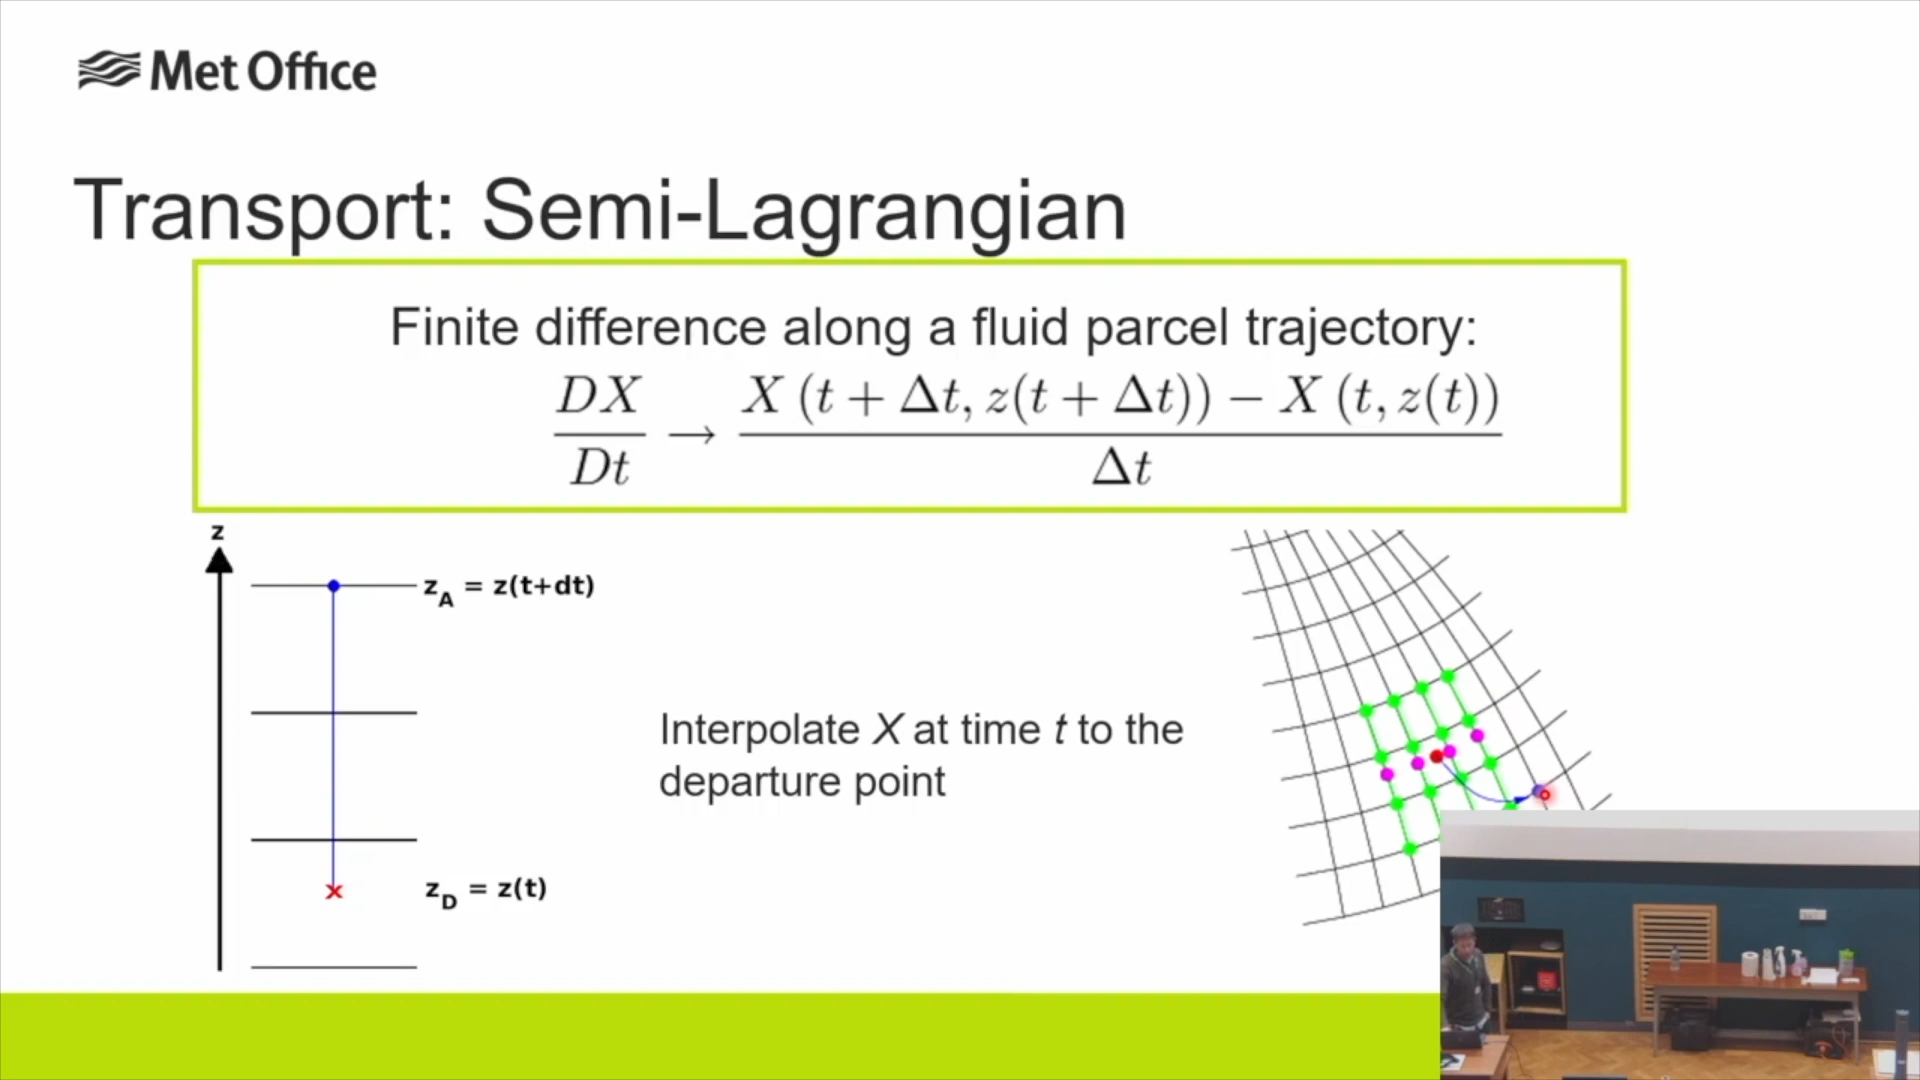 Met Office
Transport: Semi-Lagrangian
Finite difference along a fluid parcel trajectory:
DX/Dt → (X (t + Δt, z(t + Δt)) − X (t, z(t)))/Δt
z
z_A = z(t+dt)
Interpolate X at time t to the
departure point
z_D = z(t)